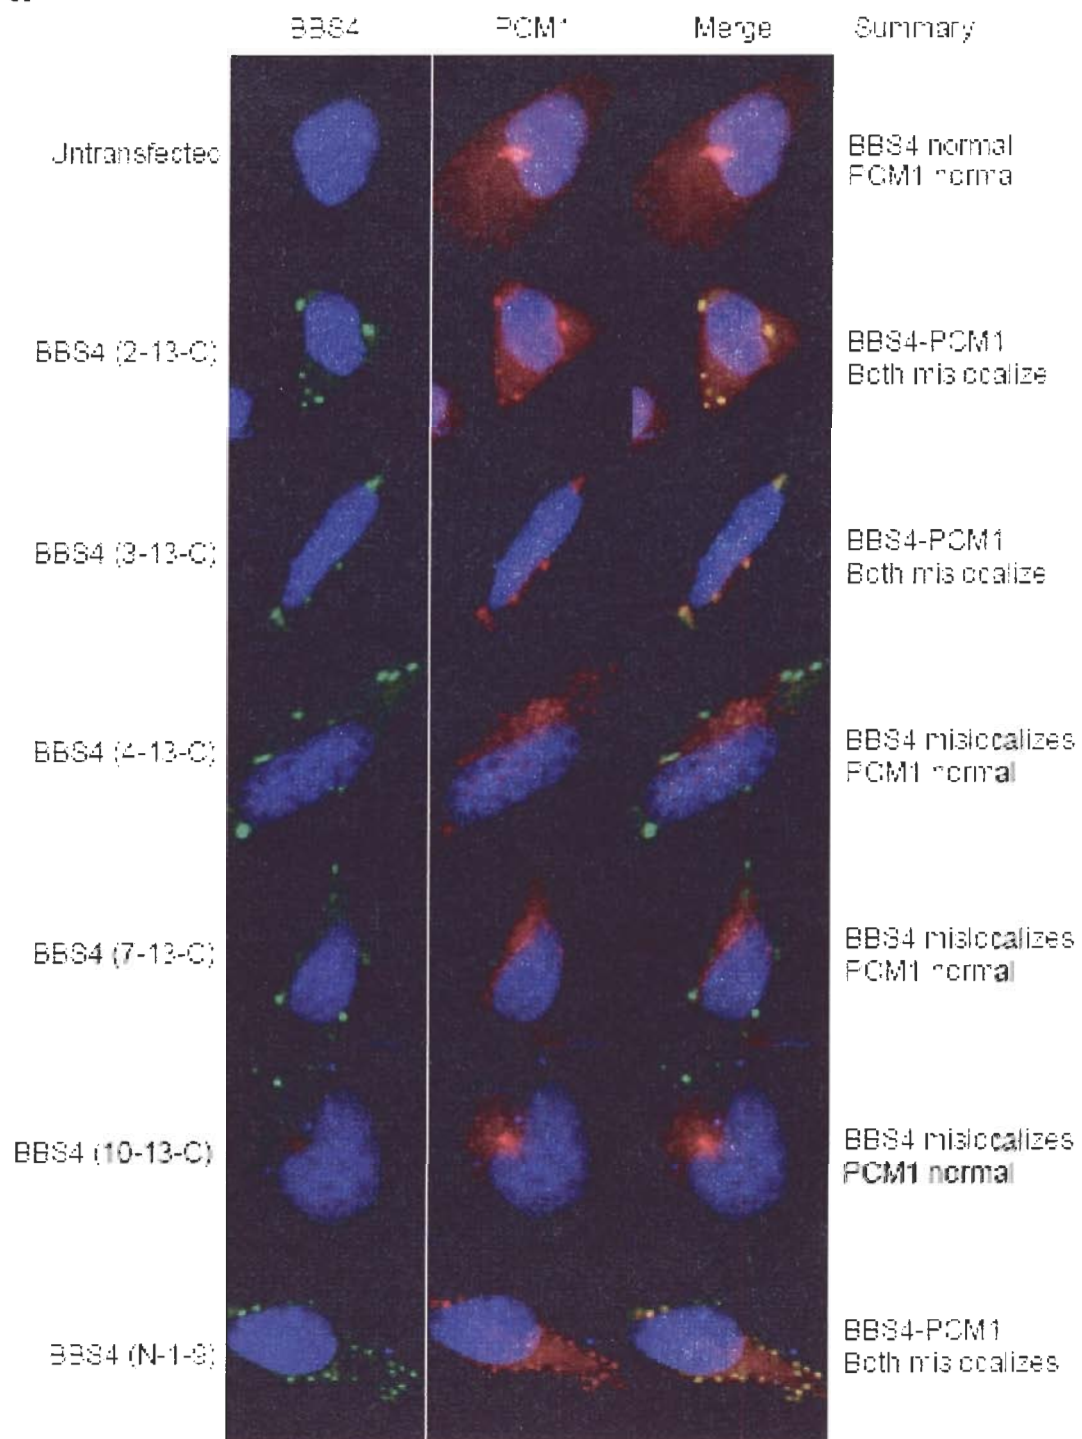 BBS4 PCM1 Merge Summary
Untransfected
BBS4 normal
PCM1 normal
BBS4 (2-13-C)
BBS4-PCM1
Both mislocalize
BBS4 (3-13-C)
BBS4-PCM1
Both mislocalize
BBS4 (4-13-C)
BBS4 mislocalizes
PCM1 normal
BBS4 (7-13-C)
BBS4 mislocalizes
PCM1 normal
BBS4 (10-13-C)
BBS4 mislocalizes
PCM1 normal
BBS4 (N-1-9)
BBS4-PCM1
Both mislocalizes